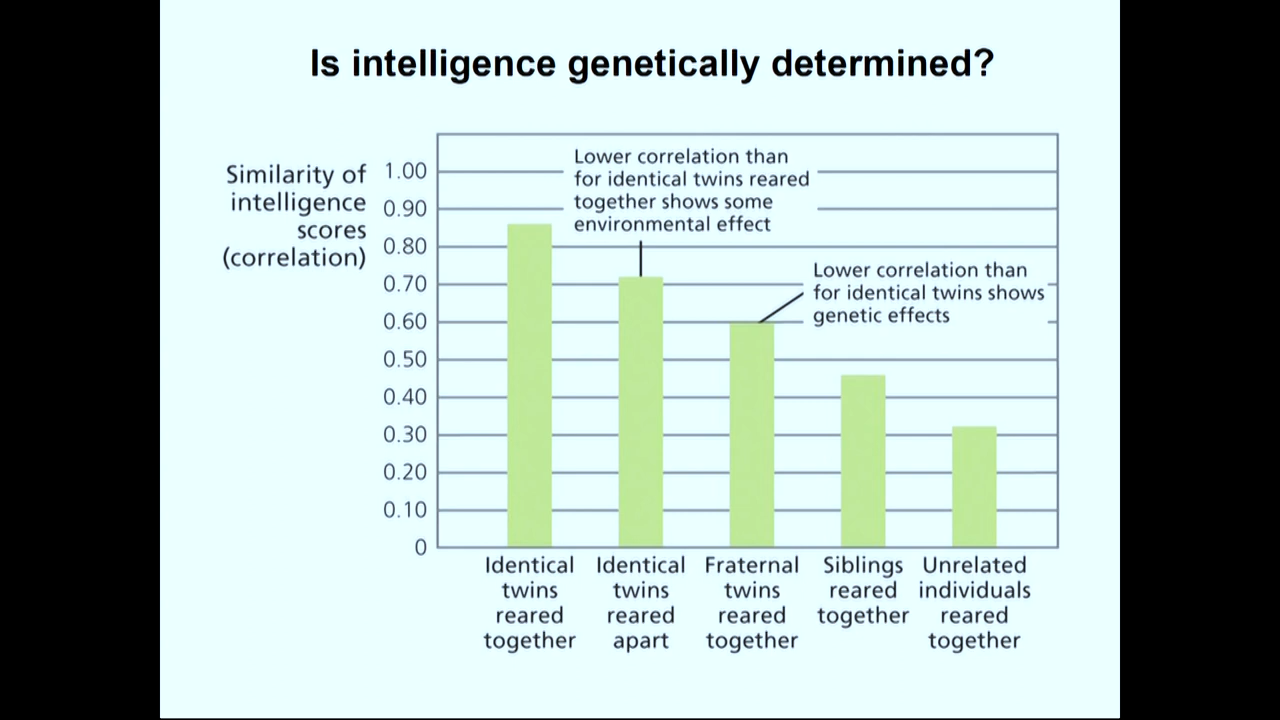 Is intelligence genetically determined?
Similarity of
intelligence
scores
(correlation)
1.00
0.90
0.80
0.70
0.60
0.50
0.40
0.30
0.20
0.10
0
Lower correlation than
for identical twins reared
together shows some
environmental effect
Lower correlation than
for identical twins shows
genetic effects
Identical
twins
reared
together
Identical
twins
reared
apart
Fraternal
twins
reared
together
Siblings
reared
together
Unrelated
individuals
reared
together